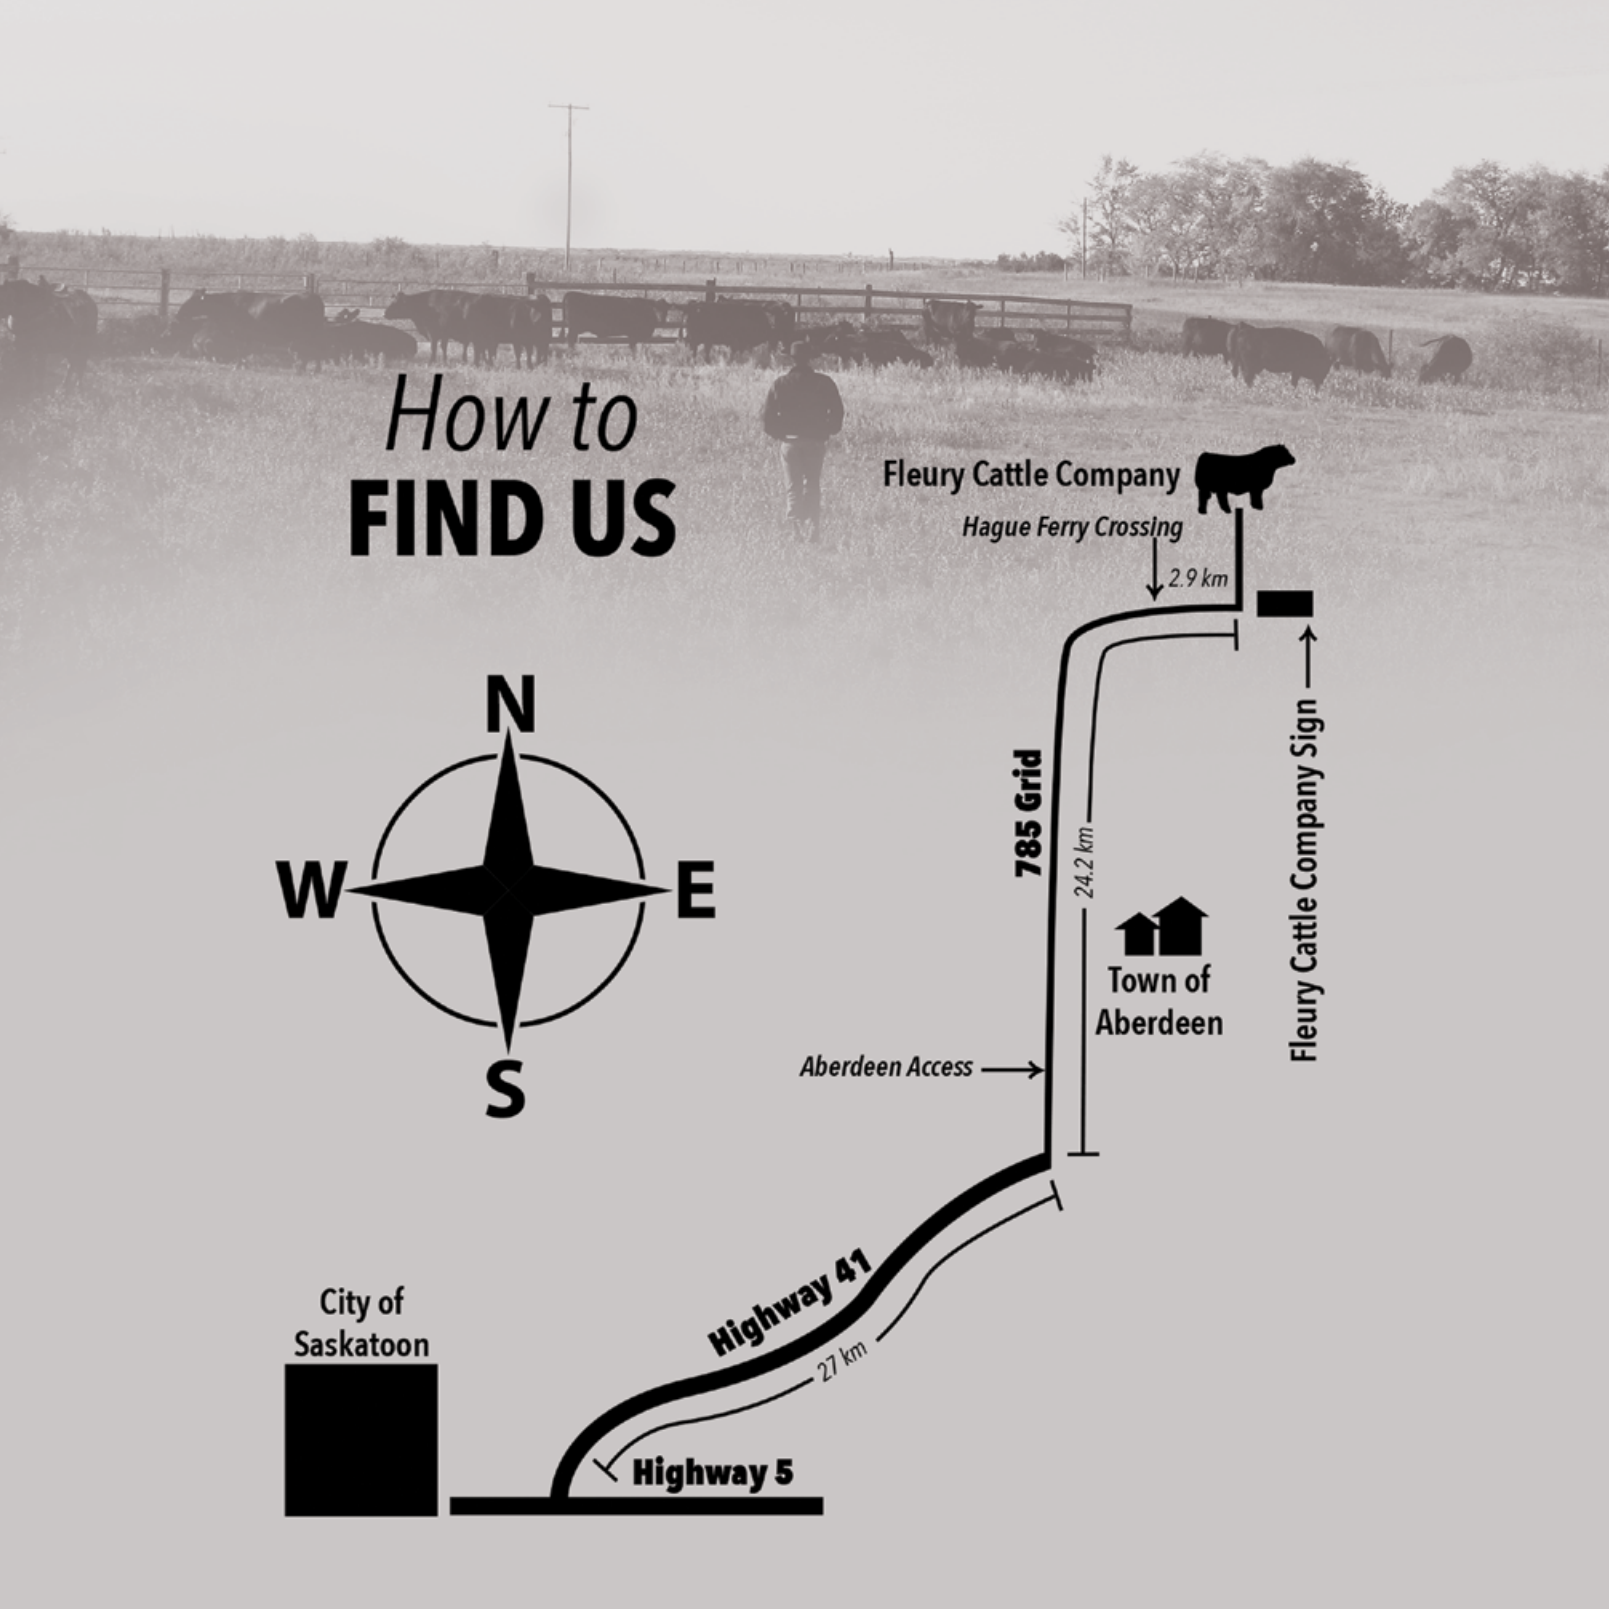 How to
FIND US
Fleury Cattle Company
Hague Ferry Crossing
2.9 km
N
W
E
S
785 Grid
24.2 km
Town of
Aberdeen
Fleury Cattle Company Sign
Aberdeen Access
Highway 41
27 km
City of
Saskatoon
Highway 5